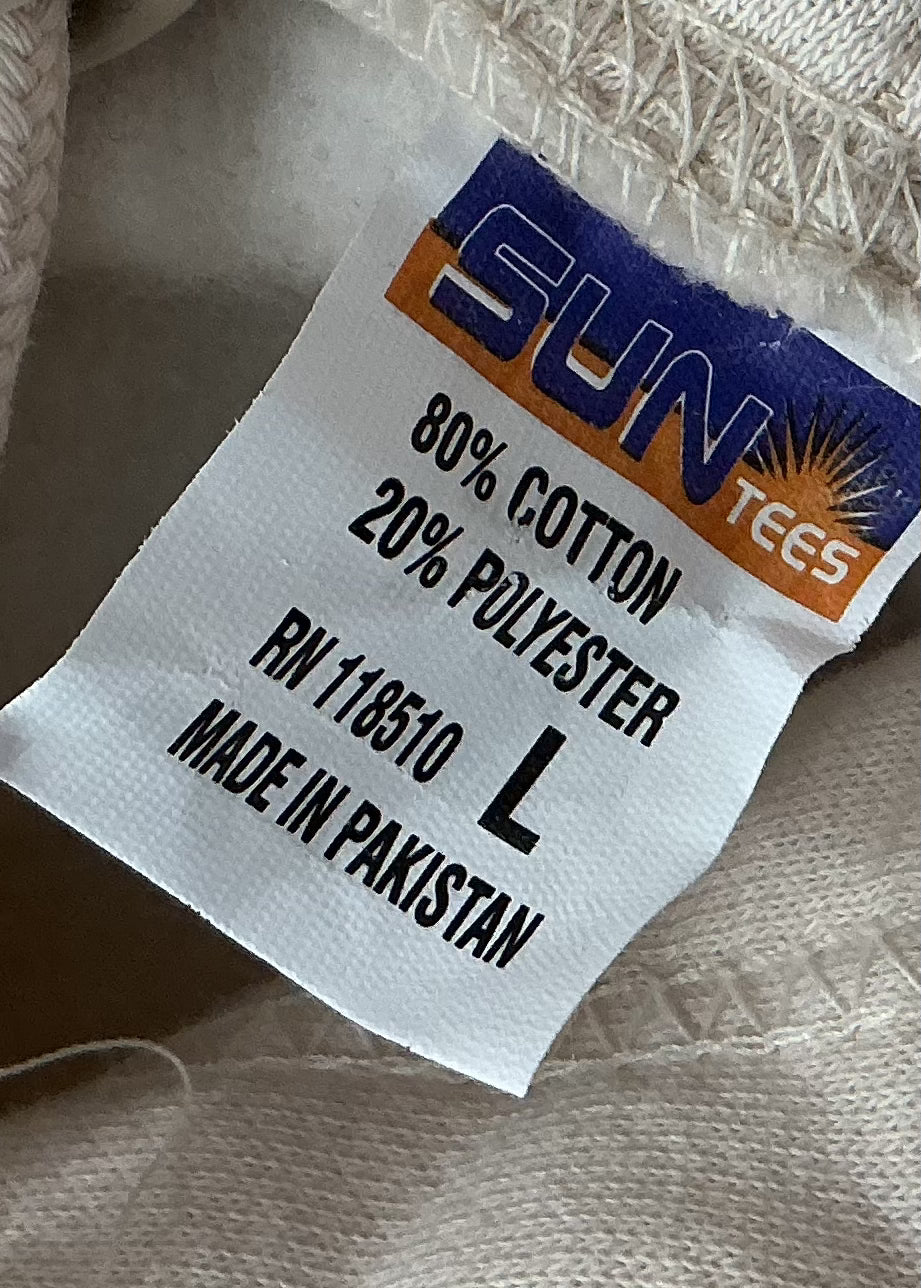 SUN
TEES
80% COTTON
20% POLYESTER
RN 118510
L
MADE IN PAKISTAN